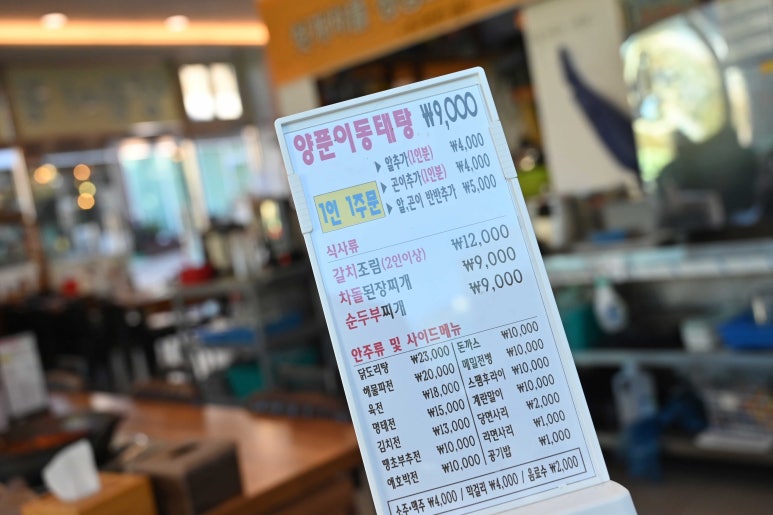 양푼이동태탕 ₩9,000
▶ 알추가(1인분) ₩4,000
▶ 곤이추가(1인분) ₩4,000
▶ 알,곤이 반반추가 ₩5,000
1인 1주문
식사류
갈치조림(2인이상) ₩12,000
차돌된장찌개 ₩9,000
순두부찌개 ₩9,000
안주류 및 사이드메뉴
닭도리탕 ₩23,000
해물파전 ₩20,000
육전 ₩18,000
명태전 ₩15,000
김치전 ₩13,000
땡초부추전 ₩10,000
애호박전 ₩10,000
돈까스 ₩10,000
메밀전병 ₩10,000
스팸후라이 ₩10,000
계란말이 ₩10,000
당면사리 ₩2,000
라면사리 ₩1,000
공기밥 ₩1,000
소주·맥주 ₩4,000 / 막걸리 ₩4,000 / 음료수 ₩2,000